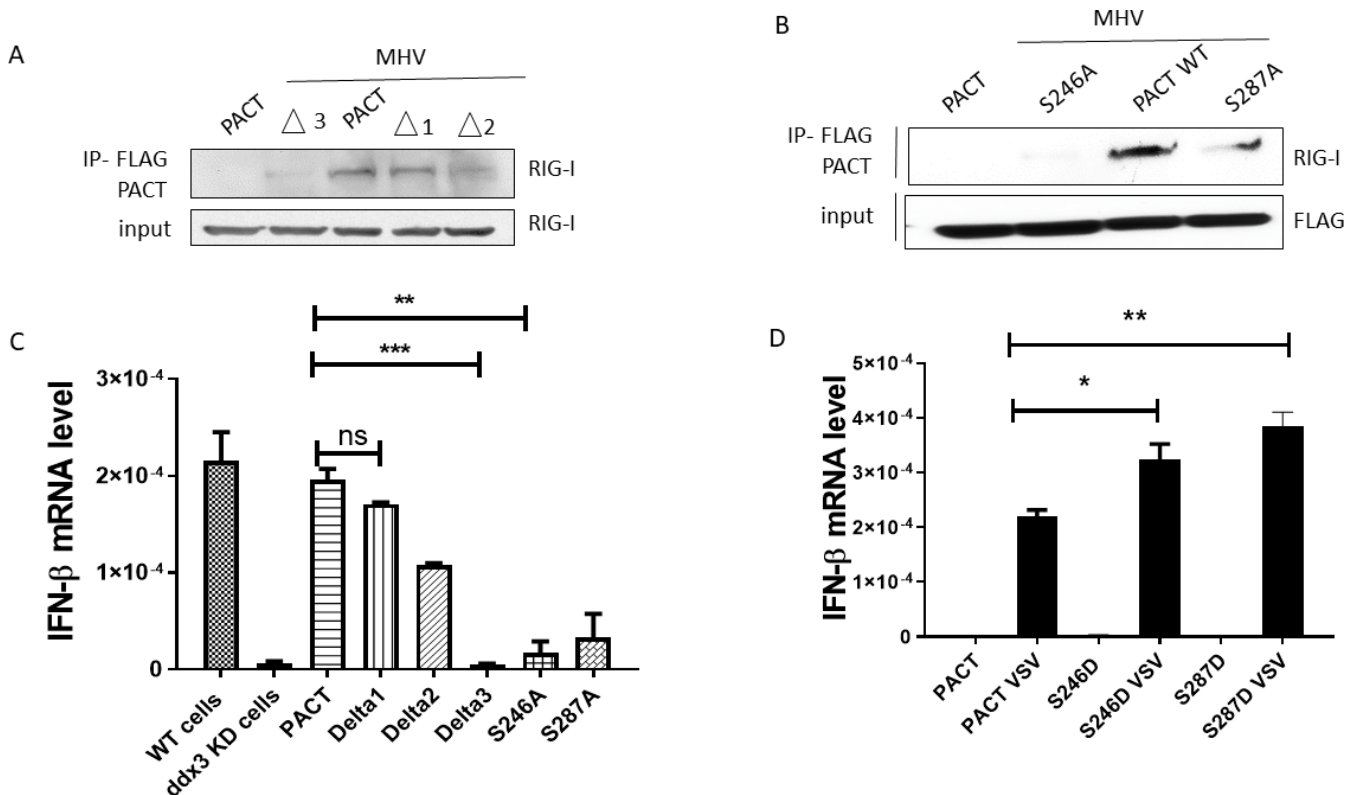 A
MHV
PACT
△ 3
PACT
△ 1
△ 2
IP- FLAG
PACT
RIG-I
input
RIG-I
B
MHV
PACT
S246A
PACT WT
S287A
IP- FLAG
PACT
RIG-I
input
FLAG
C
**
***
ns
IFN-β mRNA level
3×10⁻⁴
2×10⁻⁴
1×10⁻⁴
0
WT cells
ddx3 KD cells
PACT
Delta1
Delta2
Delta3
S246A
S287A
D
**
*
IFN-β mRNA level
5×10⁻⁴
4×10⁻⁴
3×10⁻⁴
2×10⁻⁴
1×10⁻⁴
0
PACT
PACT VSV
S246D
S246D VSV
S287D
S287D VSV